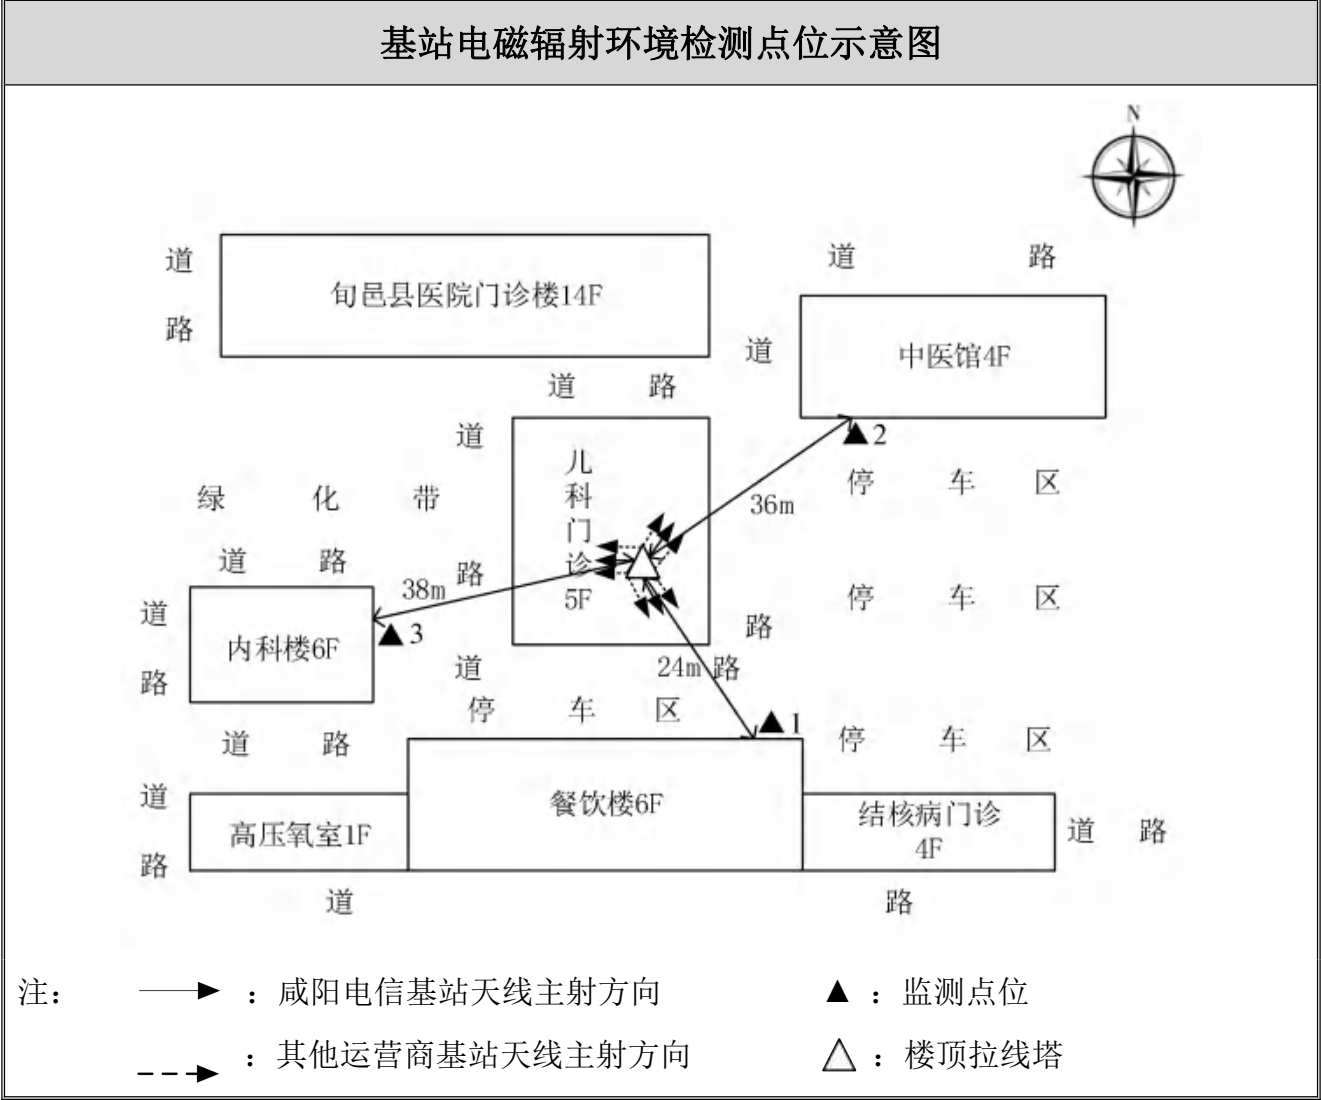 基站电磁辐射环境检测点位示意图
N
道 路
道
路
旬邑县医院门诊楼14F
道
中医馆4F
道 路
道
▲2
儿
科
门
诊
5F
停 车 区
绿 化 带
36m
道 路
路
38m
停 车 区
道
路
内科楼6F
▲3
路
道
24m
路
停 车 区
▲1
道 路
停 车 区
道
路
高压氧室1F
餐饮楼6F
结核病门诊
4F
道 路
道 路
注： ：咸阳电信基站天线主射方向 ▲：监测点位
：其他运营商基站天线主射方向 △：楼顶拉线塔